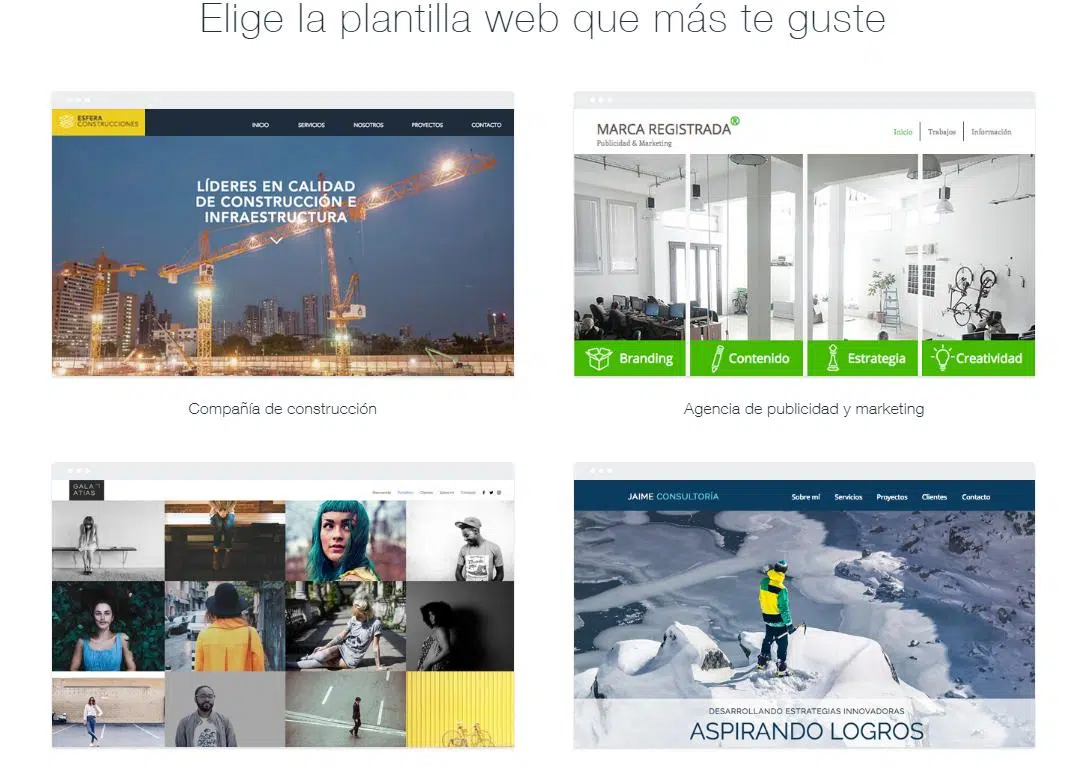 Elige la plantilla web que más te guste
ESFERA
CONSTRUCCIONES
INICIO SERVICIOS NOSOTROS PROYECTOS CONTACTO
LÍDERES EN CALIDAD
DE CONSTRUCCIÓN E
INFRAESTRUCTURA
Compañía de construcción
MARCA REGISTRADA®
Publicidad & Marketing
Inicio Trabajos Información
Branding Contenido Estrategia Creatividad
Agencia de publicidad y marketing
GALA
ATIAS
Bienvenida Portafolio Clientes Sobre mí Contacto
JAIME CONSULTORÍA
Sobre mí Servicios Proyectos Clientes Contacto
DESARROLLANDO ESTRATEGIAS INNOVADORAS
ASPIRANDO LOGROS